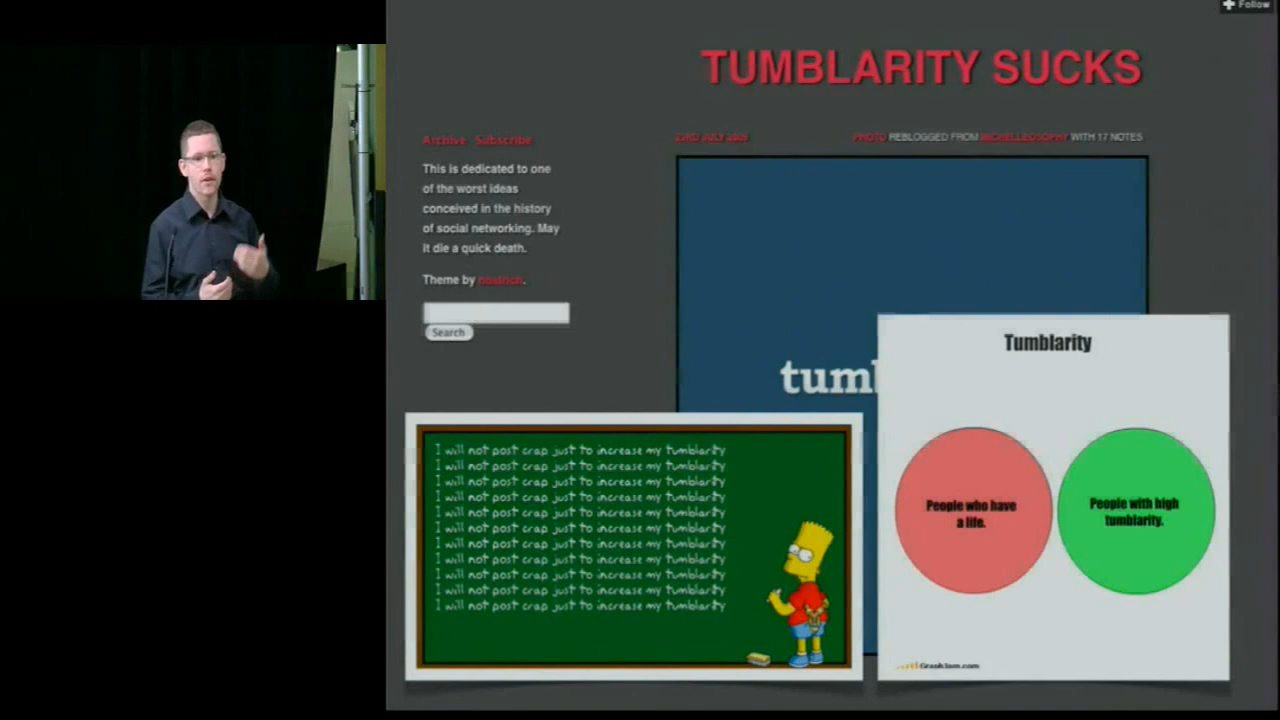 Follow
TUMBLARITY SUCKS
Archive Subscribe
23RD JULY 2009
PHOTO REBLOGGED FROM MICHELLEOSOPHY WITH 17 NOTES
This is dedicated to one
of the worst ideas
conceived in the history
of social networking. May
it die a quick death.
Theme by nostrich.
Search
tumb
Tumblarity
People who have
a life.
People with high
tumblarity.
GraphJam.com
I will not post crap just to increase my tumblarity
I will not post crap just to increase my tumblarity
I will not post crap just to increase my tumblarity
I will not post crap just to increase my tumblarity
I will not post crap just to increase my tumblarity
I will not post crap just to increase my tumblarity
I will not post crap just to increase my tumblarity
I will not post crap just to increase my tumblarity
I will not post crap just to increase my tumblarity
I will not post crap just to increase my tumblarity
I will not post crap just to increase my tumblarity